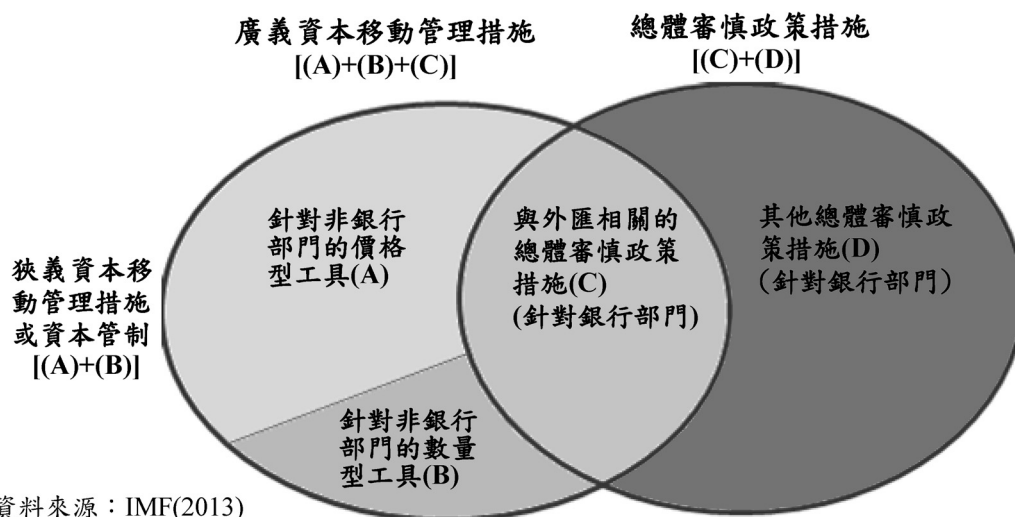 廣義資本移動管理措施
[(A)+(B)+(C)]
總體審慎政策措施
[(C)+(D)]
狹義資本移
動管理措施
或資本管制
[(A)+(B)]
針對非銀行
部門的價格
型工具(A)
與外匯相關的
總體審慎政策
措施(C)
(針對銀行部門)
其他總體審慎政
策措施(D)
(針對銀行部門)
針對非銀行
部門的數量
型工具(B)
資料來源：IMF(2013)